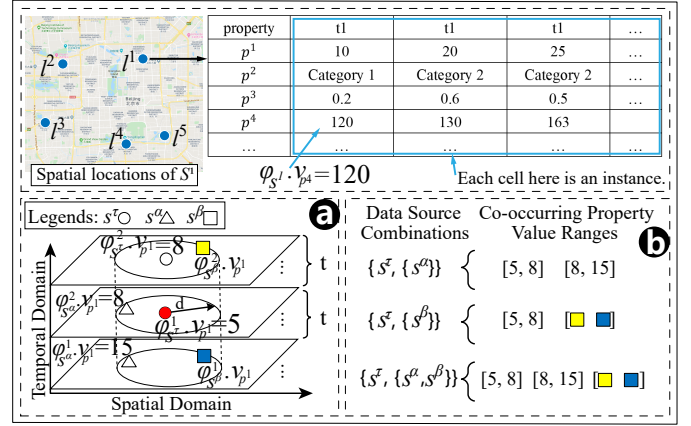 l²
l¹
l³
l⁴
l⁵
Beijing
Spatial locations of S¹
property t1 t1 t1 ...
p¹ 10 20 25 ...
p² Category 1 Category 2 Category 2 ...
p³ 0.2 0.6 0.5 ...
p⁴ 120 130 163
... ... ... ... ...
φ_{S¹}.v_{p4}=120
Each cell here is an instance.
Legends: s^τ s^α s^β
a
φ²_{s^τ}.v_{p¹}=8
φ²_{s^β}.v_{p¹}
t
φ²_{s^α}.v_{p¹}=8
d
φ¹_{s^τ}.v_{p¹}=5
t
φ¹_{s^α}.v_{p¹}=15
φ¹_{s^β}.v_{p¹}
Temporal Domain
Spatial Domain
b
Data Source
Combinations
Co-occurring Property
Value Ranges
{s^τ, {s^α}} { [5, 8] [8, 15]
{s^τ, {s^β}} { [5, 8] [ ]
{s^τ, {s^α,s^β}} { [5, 8] [8, 15] [ ]